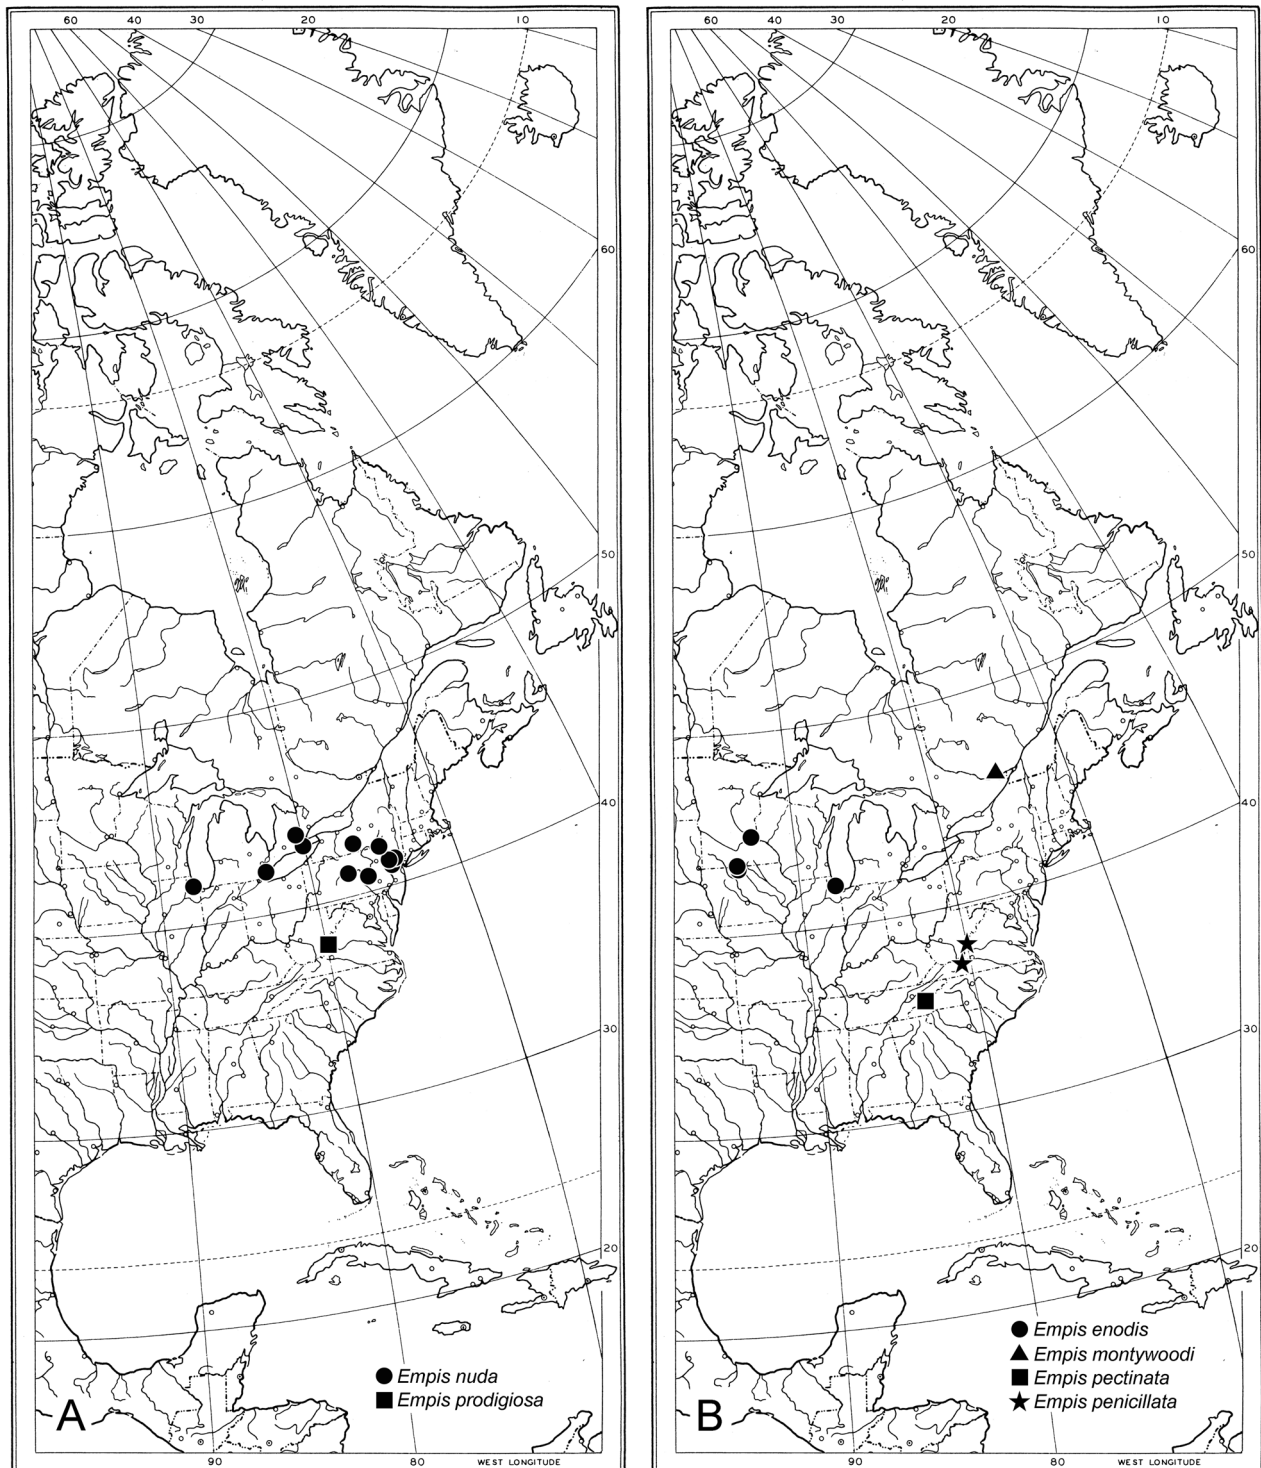 60 40 30 20 10
60
50
40
30
20
Empis nuda
Empis prodigiosa
A
90 80 WEST LONGITUDE
60 40 30 20 10
60
50
40
30
20
Empis enodis
Empis montywoodi
Empis pectinata
Empis penicillata
B
90 80 WEST LONGITUDE